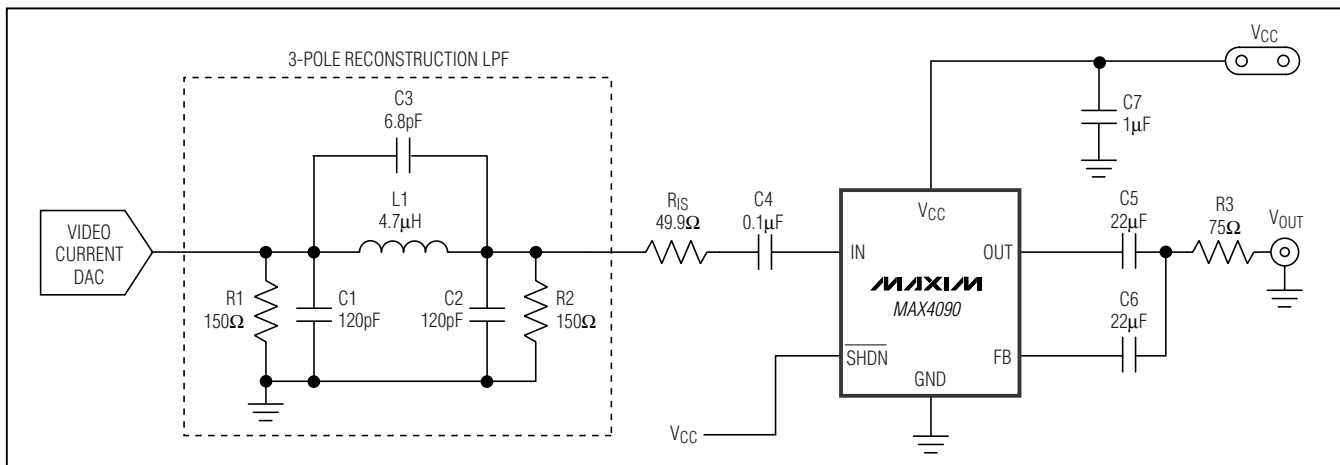 3-POLE RECONSTRUCTION LPF
VCC
C3
6.8pF
C7
1µF
L1
4.7µH
RIS
49.9Ω
C4
0.1µF
VCC
C5
22µF
R3
75Ω
VOUT
VIDEO
CURRENT
DAC
IN
OUT
MAXIM
MAX4090
R1
150Ω
C1
120pF
C2
120pF
R2
150Ω
C6
22µF
SHDN
FB
GND
VCC